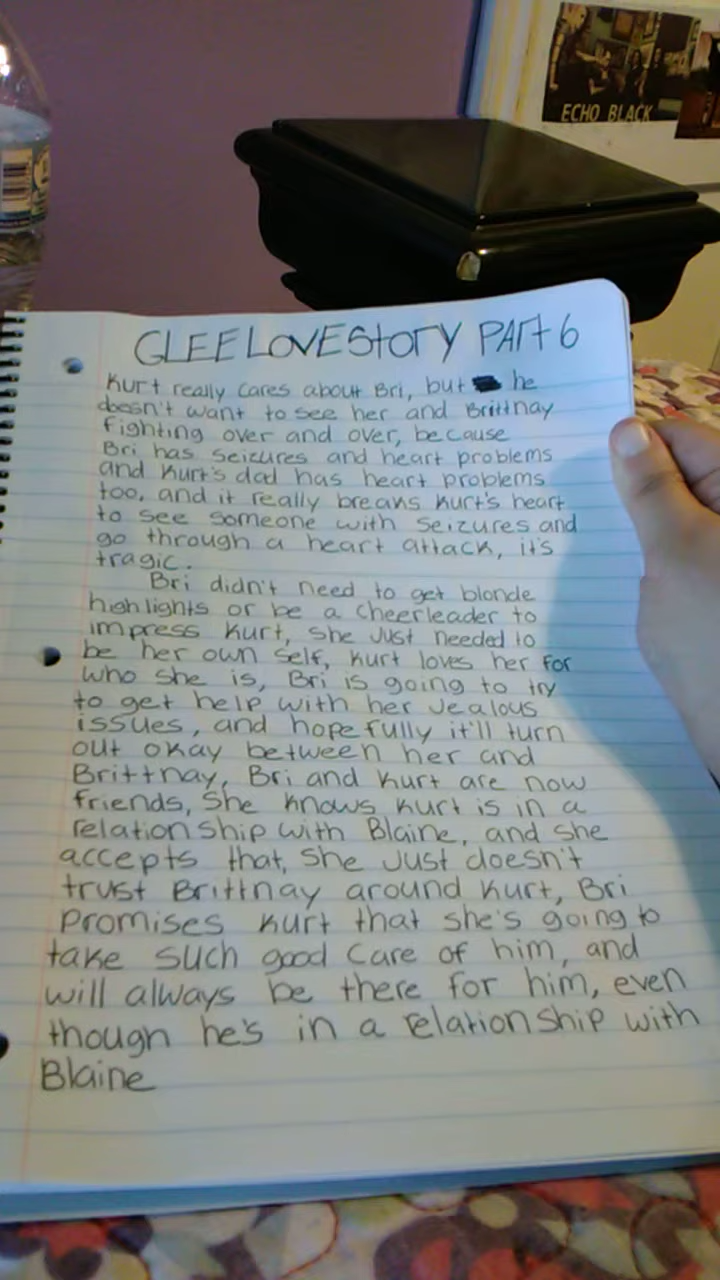 ECHO BLACK
GLEE LOVE StOrY PArt 6
Kurt really cares about Bri, but he
doesn't want to see her and Brittnay
fighting over and over, because
Bri has seizures and heart problems
and Kurt's dad has heart problems
too, and it really breaks Kurt's heart
to see someone with seizures and
go through a heart attack, it's
tragic.
Bri didn't need to get blonde
highlights or be a cheerleader to
impress Kurt, she just needed to
be her own self, Kurt loves her for
who she is, Bri is going to try
to get help with her Jealous
issues, and hopefully it'll turn
out okay between her and
Brittnay, Bri and Kurt are now
friends, she knows Kurt is in a
relationship with Blaine, and she
accepts that, she just doesn't
trust Brittnay around Kurt, Bri
promises Kurt that she's going to
take such good care of him, and
will always be there for him, even
though he's in a relationship with
Blaine